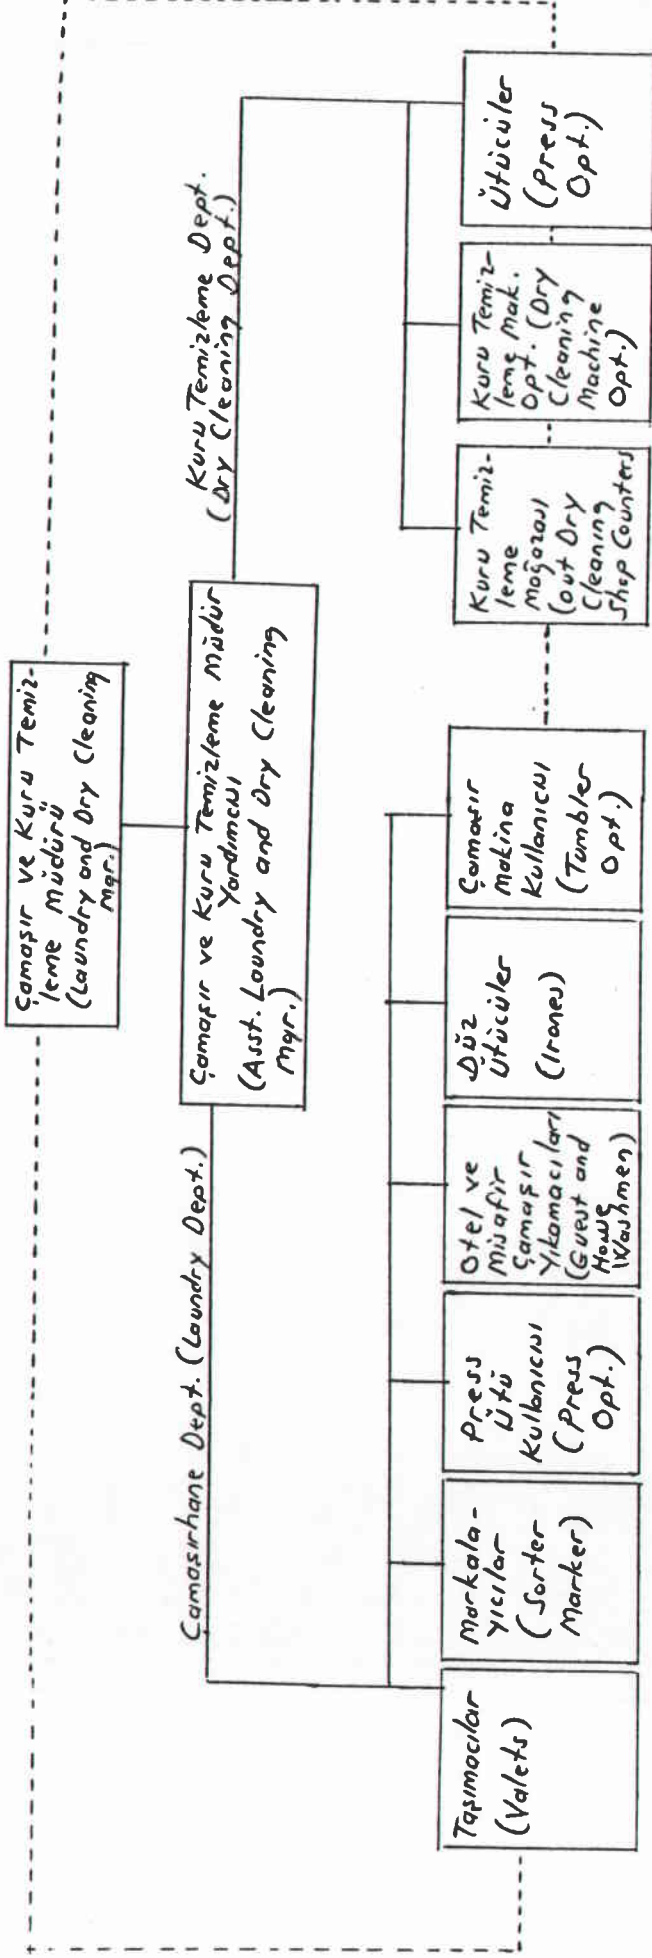 Çamaşır ve Kuru Temiz-
leme Müdürü
(Laundry and Dry Cleaning
Mgr.)
Çamaşır ve Kuru Temizleme Müdür
Yardımcısı
(Asst. Laundry and Dry Cleaning
Mgr.)
Çamaşırhane Dept. (Laundry Dept.)
Kuru Temizleme Dept.
(Dry Cleaning Dept.)
Taşımacılar
(Valets)
Markala-
yıcılar
(Sorter
Marker)
Press
Ütü
Kullanıcısı
(Press
Opt.)
Otel ve
Misafir
Çamaşır
Yıkamacıları
(Guest and
House
Washmen)
Düz
Ütücüler
(Irones)
Çamaşır
Makina
Kullanıcısı
(Tumbler
Opt.)
Kuru Temiz-
leme
Mağazası
(out Dry
Cleaning
Shop Counters
Kuru Temiz-
leme Mak.
Opt. (Dry
Cleaning
Machine
Opt.)
Ütücüler
(Press
Opt.)